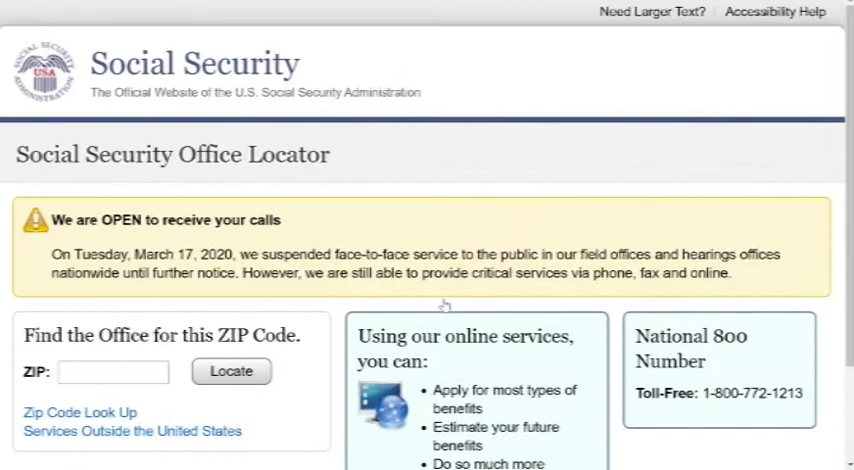 Need Larger Text? Accessibility Help
SOCIAL SECURITY
USA
ADMINISTRATION
Social Security
The Official Website of the U.S. Social Security Administration
Social Security Office Locator
We are OPEN to receive your calls
On Tuesday, March 17, 2020, we suspended face-to-face service to the public in our field offices and hearings offices
nationwide until further notice. However, we are still able to provide critical services via phone, fax and online.
Find the Office for this ZIP Code.
ZIP: Locate
Zip Code Look Up
Services Outside the United States
Using our online services,
you can:
• Apply for most types of
benefits
• Estimate your future
benefits
• Do so much more
National 800
Number
Toll-Free: 1-800-772-1213